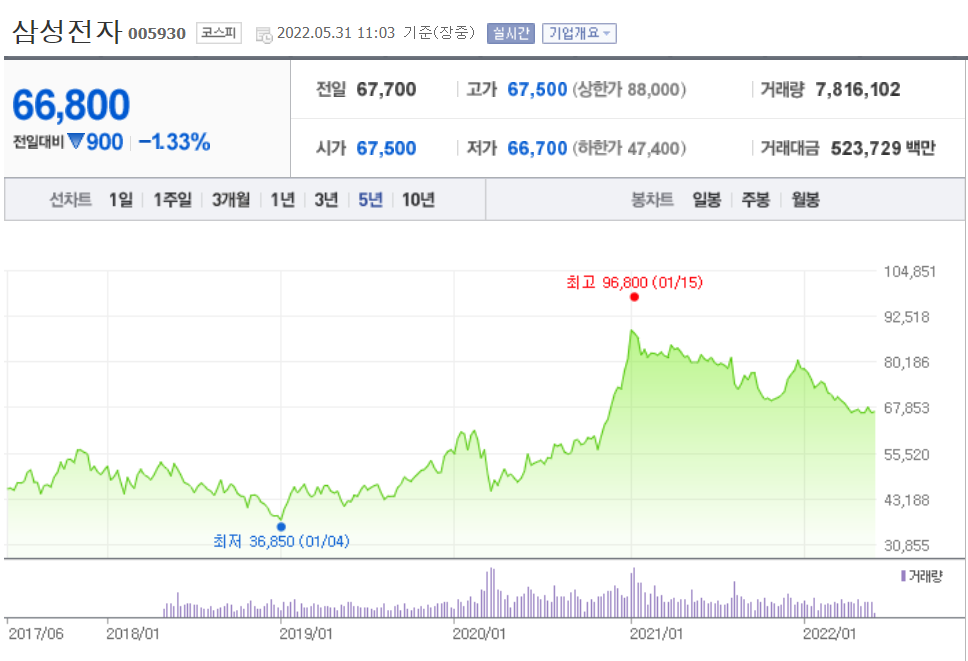 삼성전자 005930 코스피 2022.05.31 11:03 기준(장중) 실시간 기업개요
66,800
전일대비 ▼900 -1.33%
전일 67,700 고가 67,500 (상한가 88,000) 거래량 7,816,102
시가 67,500 저가 66,700 (하한가 47,400) 거래대금 523,729 백만
선차트 1일 1주일 3개월 1년 3년 5년 10년 봉차트 일봉 주봉 월봉
104,851
최고 96,800 (01/15)
92,518
80,186
67,853
55,520
43,188
최저 36,850 (01/04)
30,855
거래량
2017/06 2018/01 2019/01 2020/01 2021/01 2022/01